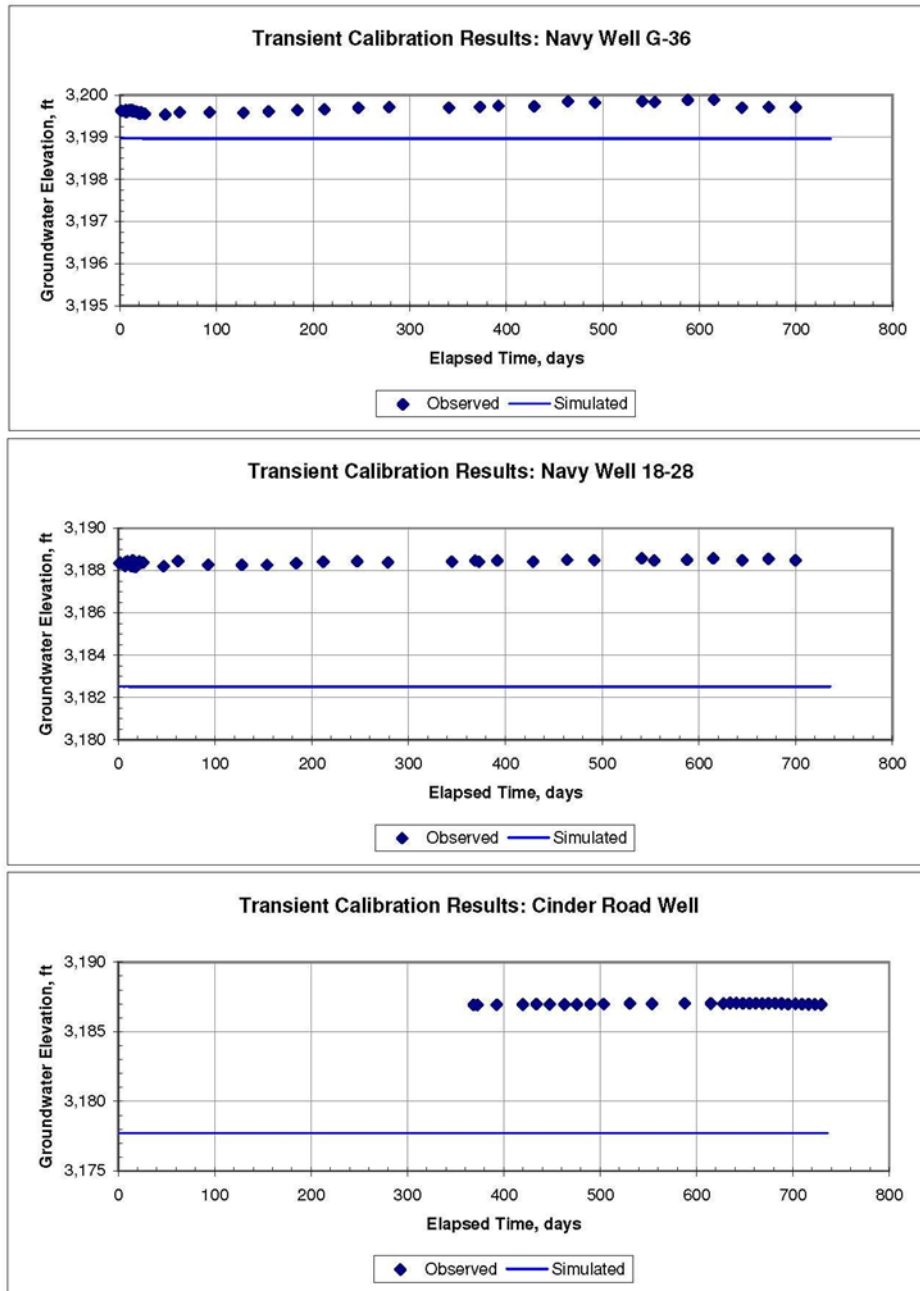 Transient Calibration Results: Navy Well G-36
Groundwater Elevation, ft
3,200
3,199
3,198
3,197
3,196
3,195
0 100 200 300 400 500 600 700 800
Elapsed Time, days
Observed Simulated
Transient Calibration Results: Navy Well 18-28
Groundwater Elevation, ft
3,190
3,188
3,186
3,184
3,182
3,180
0 100 200 300 400 500 600 700 800
Elapsed Time, days
Observed Simulated
Transient Calibration Results: Cinder Road Well
Groundwater Elevation, ft
3,190
3,185
3,180
3,175
0 100 200 300 400 500 600 700 800
Elapsed Time, days
Observed Simulated